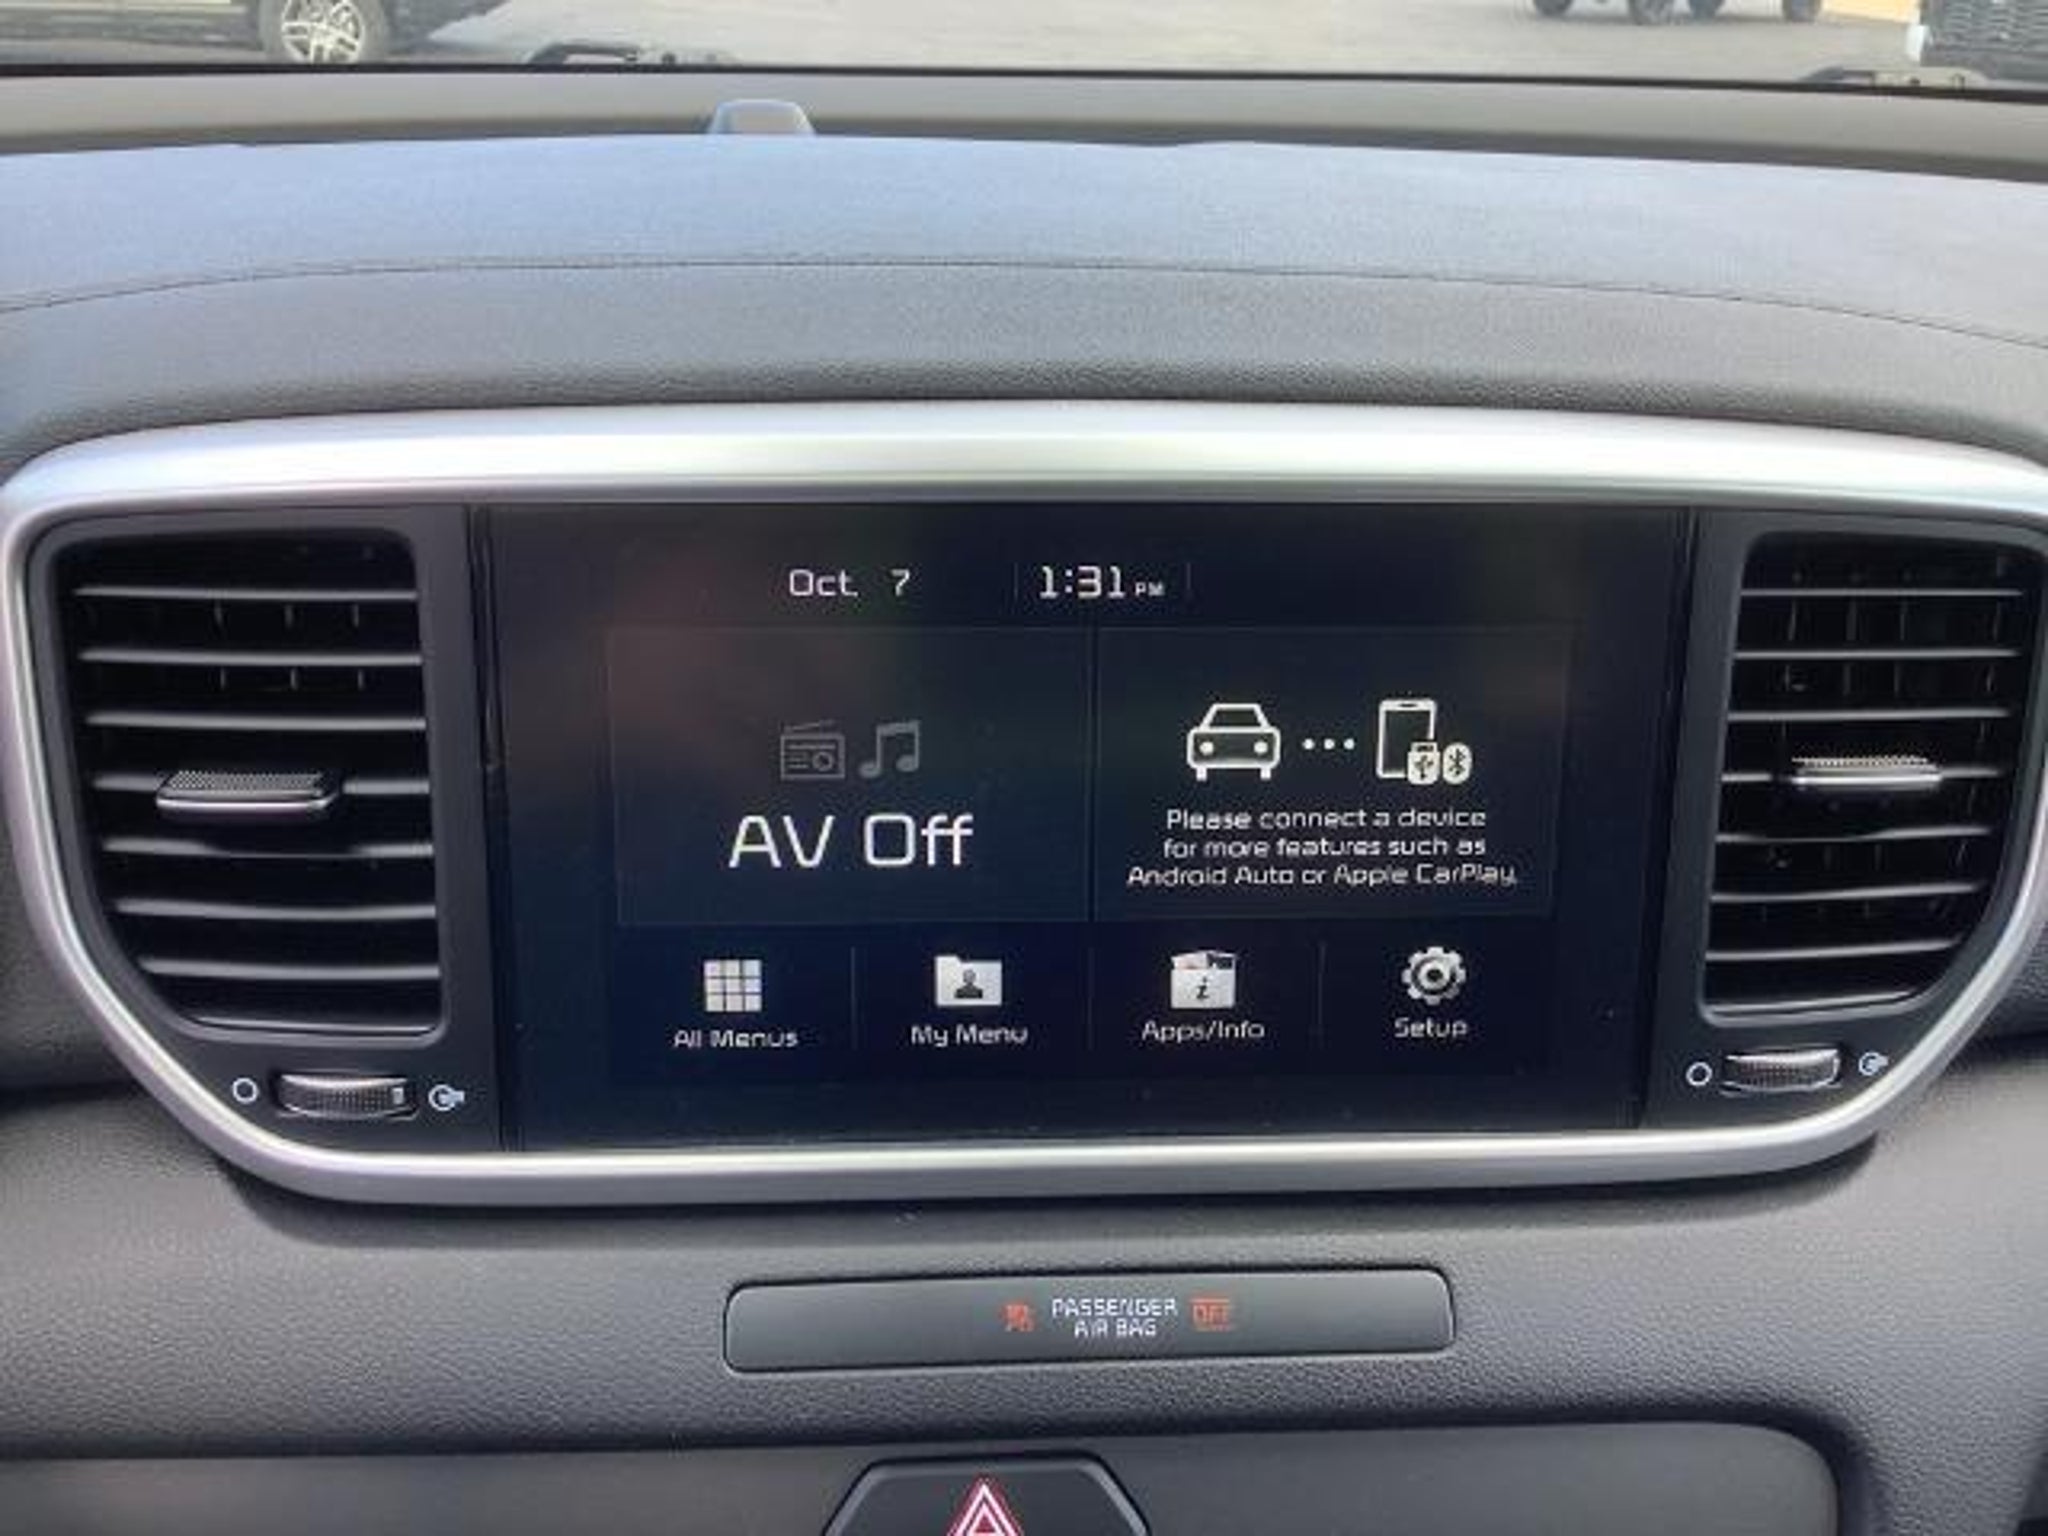 Oct. 7 1:31 PM
AV Off
Please connect a device
for more features such as
Android Auto or Apple CarPlay.
All Menus My Menu Apps/Info Setup
PASSENGER
AIR BAG OFF